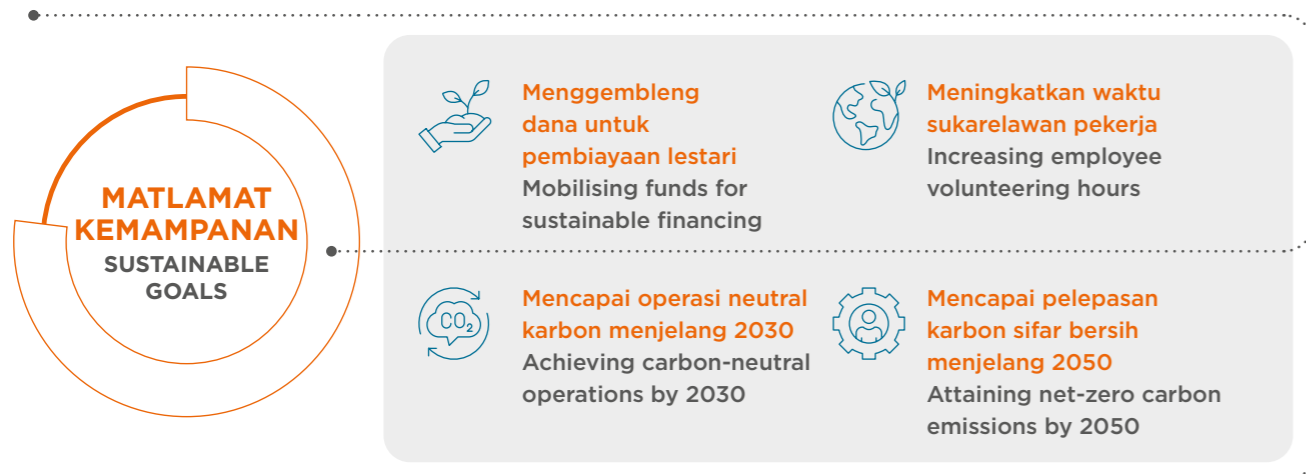 MATLAMAT
KEMAMPANAN
SUSTAINABLE
GOALS
Menggembleng
dana untuk
pembiayaan lestari
Mobilising funds for
sustainable financing
Meningkatkan waktu
sukarelawan pekerja
Increasing employee
volunteering hours
CO₂
Mencapai operasi neutral
karbon menjelang 2030
Achieving carbon-neutral
operations by 2030
Mencapai pelepasan
karbon sifar bersih
menjelang 2050
Attaining net-zero carbon
emissions by 2050